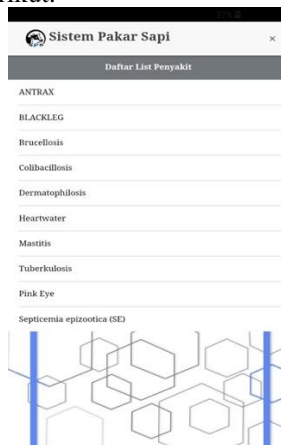 Sistem Pakar Sapi
×
Daftar List Penyakit
ANTRAX
BLACKLEG
Brucellosis
Colibacillosis
Dermatophilosis
Heartwater
Mastitis
Tuberkulosis
Pink Eye
Septicemia epizootica (SE)